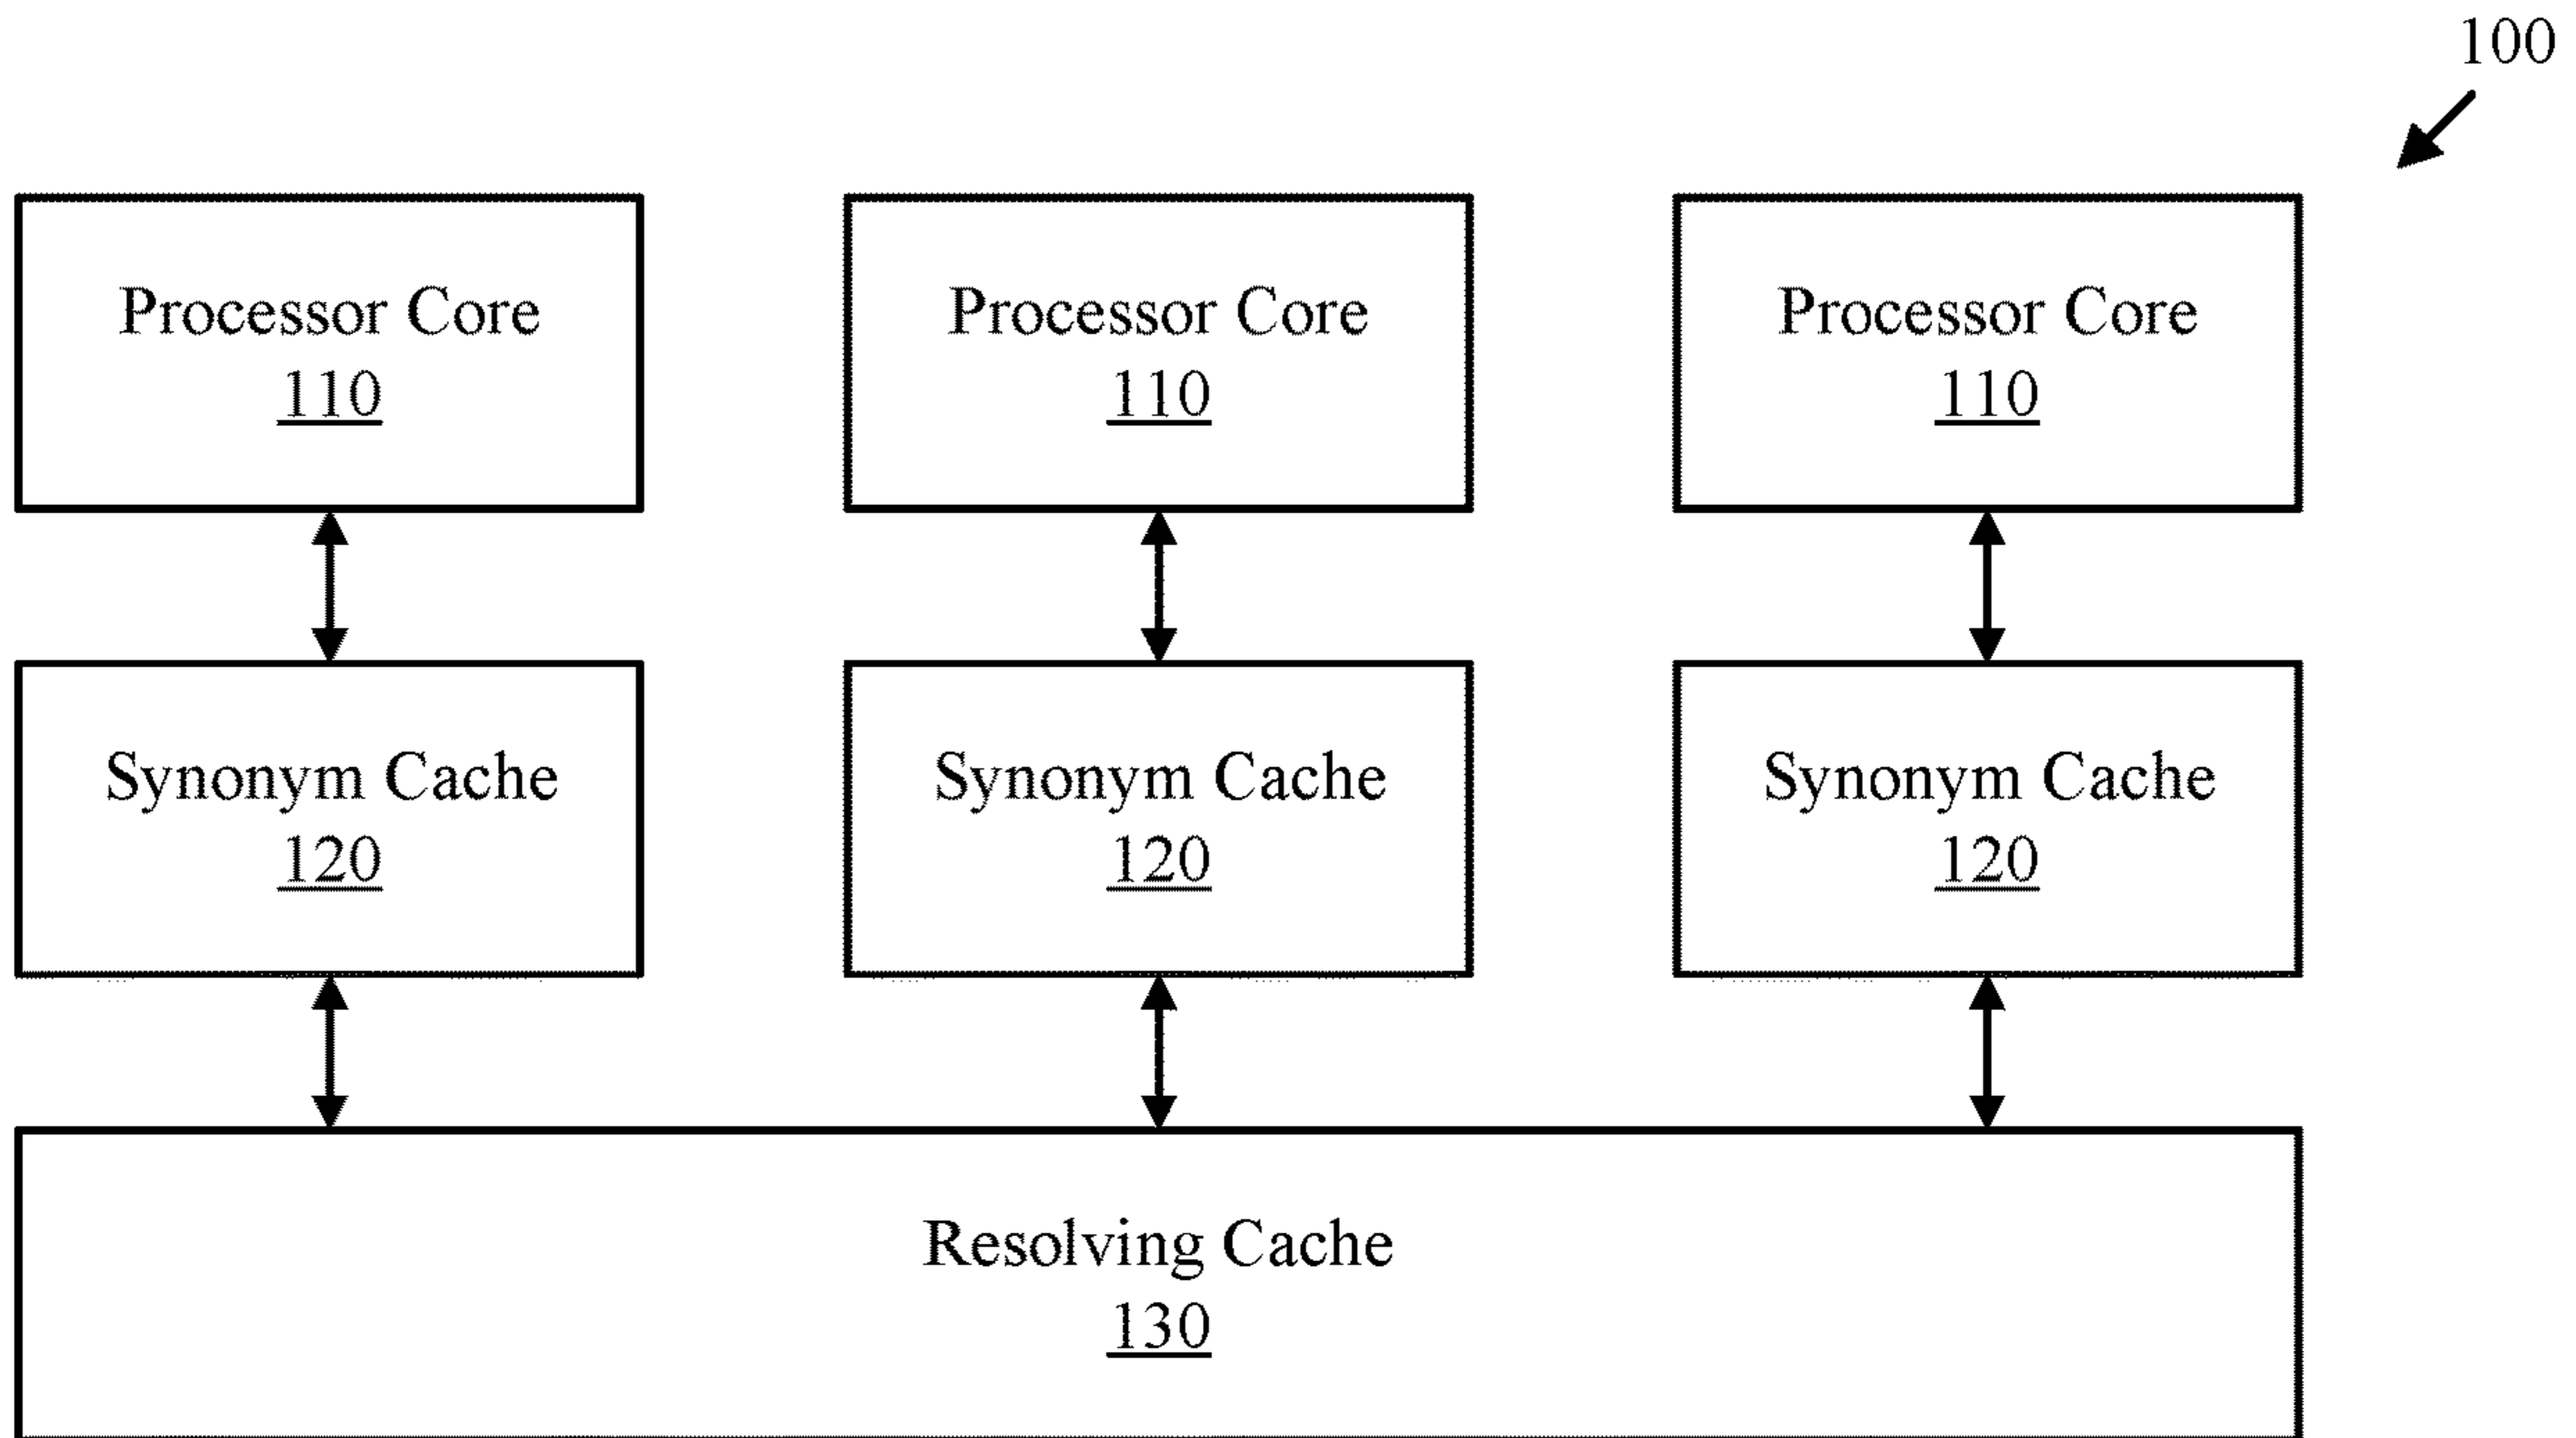 100
Processor Core
110
Processor Core
110
Processor Core
110
Synonym Cache
120
Synonym Cache
120
Synonym Cache
120
Resolving Cache
130